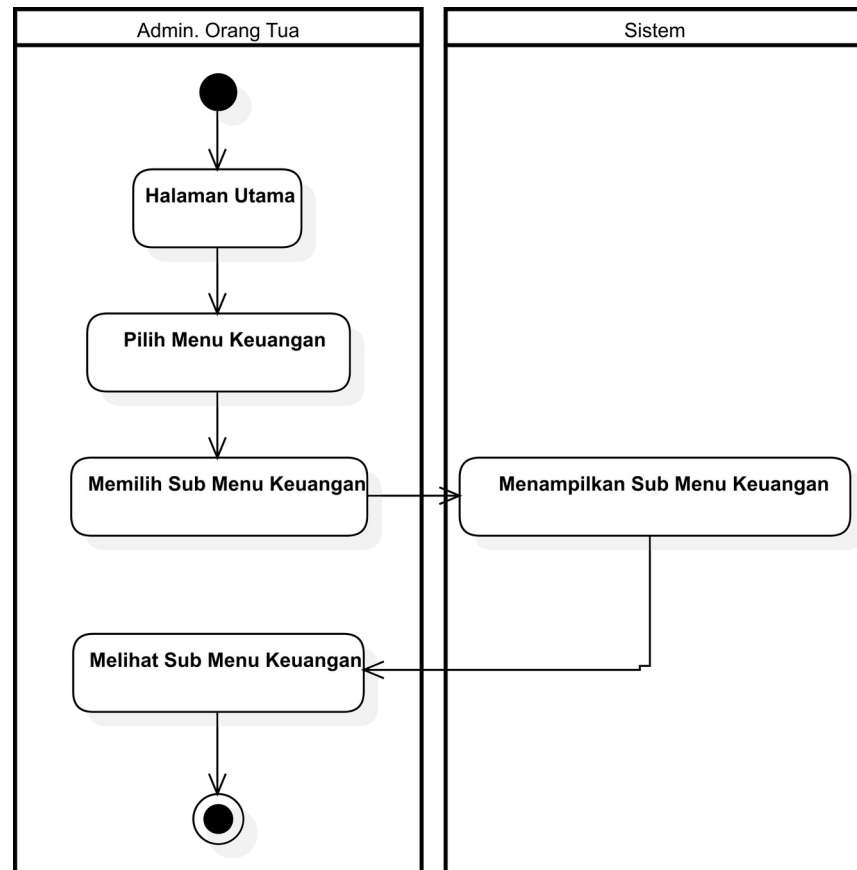 Admin. Orang Tua
Sistem
Halaman Utama
Pilih Menu Keuangan
Memilih Sub Menu Keuangan
Menampilkan Sub Menu Keuangan
Melihat Sub Menu Keuangan